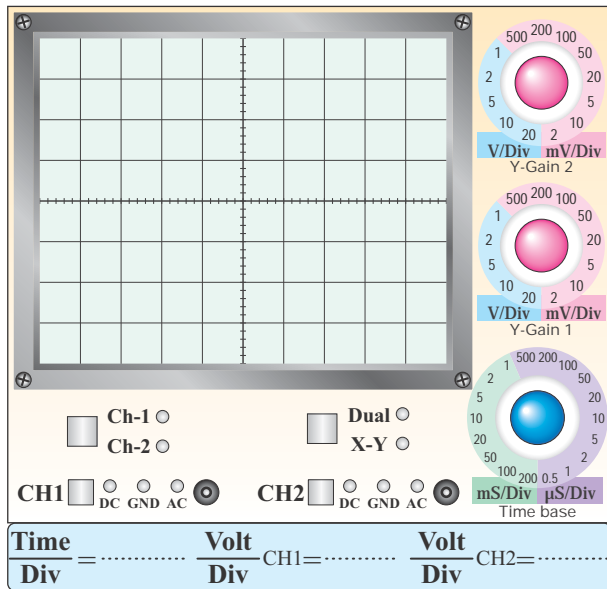 500 200 100
1 50
2 20
5 10
10 2
20
V/Div mV/Div
Y-Gain 2
500 200 100
1 50
2 20
5 5
10 10
20 2
V/Div mV/Div
Y-Gain 1
1 500 200 100
2 50
5 20
10 10
20 5
50 2
100 200 0.5 1
mS/Div µS/Div
Time base
Ch-1
Ch-2
Dual
X-Y
CH1 DC GND AC
CH2 DC GND AC
Time/Div = ............ Volt/Div CH1= .......... Volt/Div CH2= ............